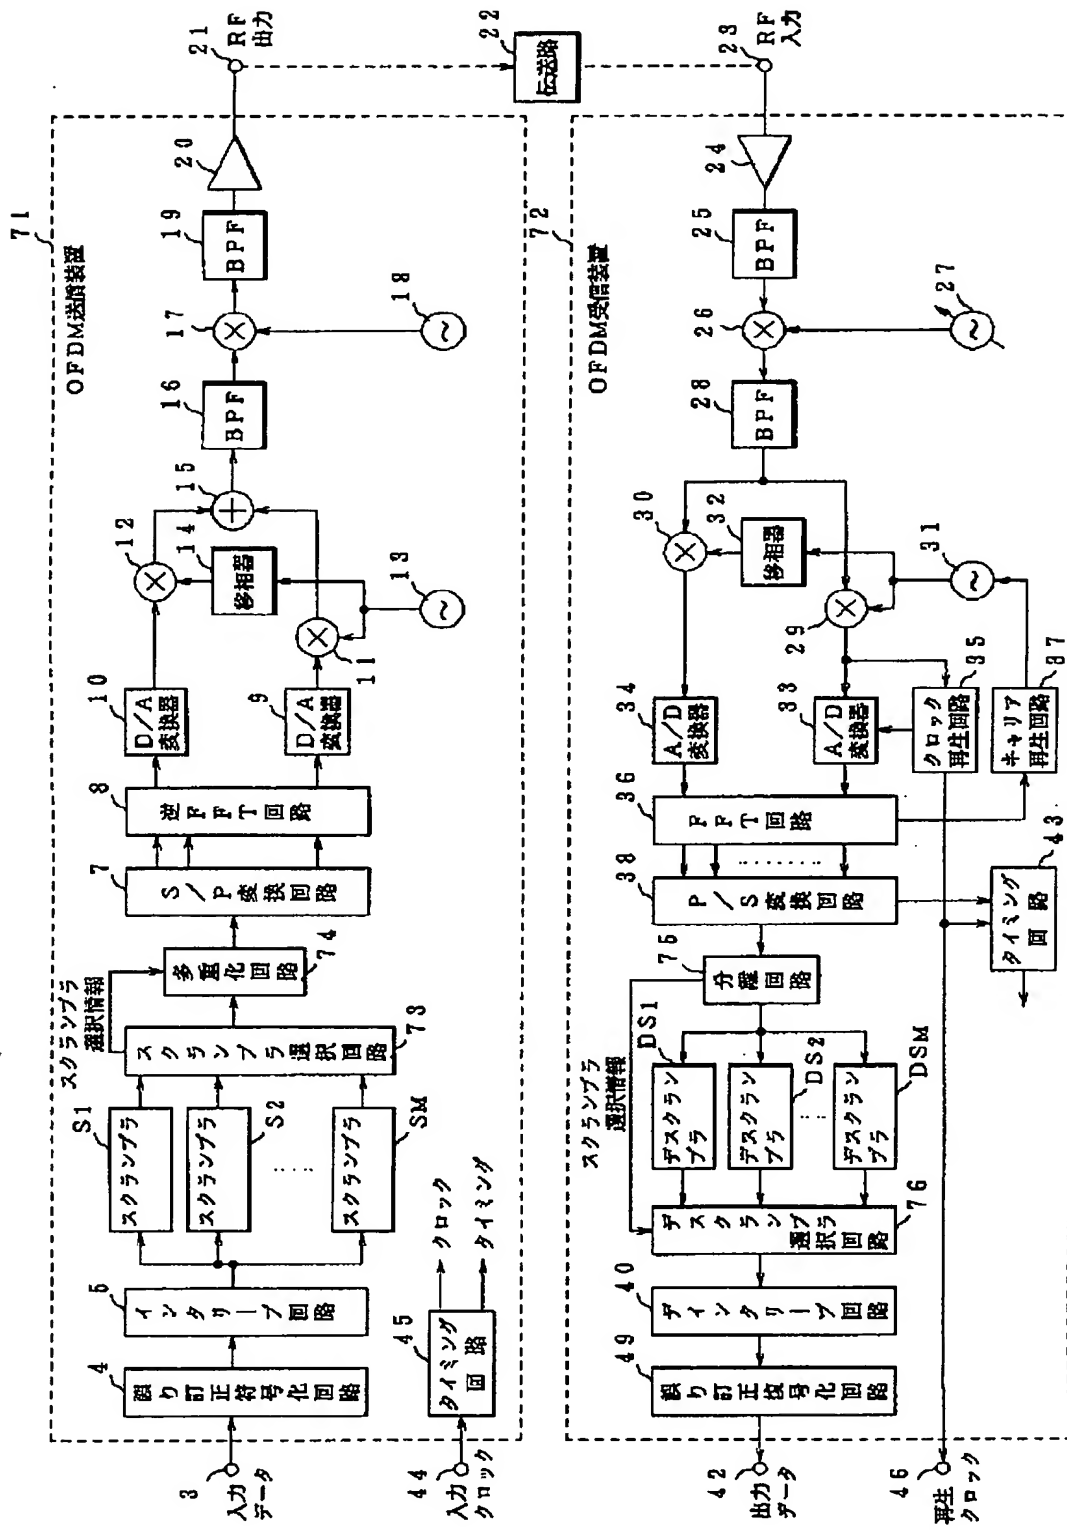 71
OFDM送信装置
3
入力
データ
4
誤り訂正符号化回路
5
インタリーブ回路
S1
スクランブラ
S2
スクランブラ
……
SM
スクランブラ
スクランブラ
選択情報
スクランブラ選択回路
73
多重化回路
74
7
S/P変換回路
8
逆FFT回路
10
D/A
変換器
9
D/A
変換器
12
11
14
移相器
13
15
16
BPF
17
18
19
BPF
20
21
RF
出力
44
入力
クロック
45
タイミング
回路
クロック
タイミング
22
伝送路
72
OFDM受信装置
23
RF
入力
24
25
BPF
26
27
28
BPF
30
32
移相器
29
31
34
A/D
変換器
33
A/D
変換器
35
クロック
再生回路
37
キャリア
再生回路
36
FFT回路
38
P/S変換回路
43
タイミング
回路
75
分離回路
スクランブラ
選択情報
DS1
デスクラン
ブラ
DS2
デスクラン
ブラ
……
DSM
デスクラン
ブラ
76
デスクランブラ
選択回路
40
デインタリーブ回路
49
誤り訂正復号化回路
42
出力
データ
46
再生
クロック